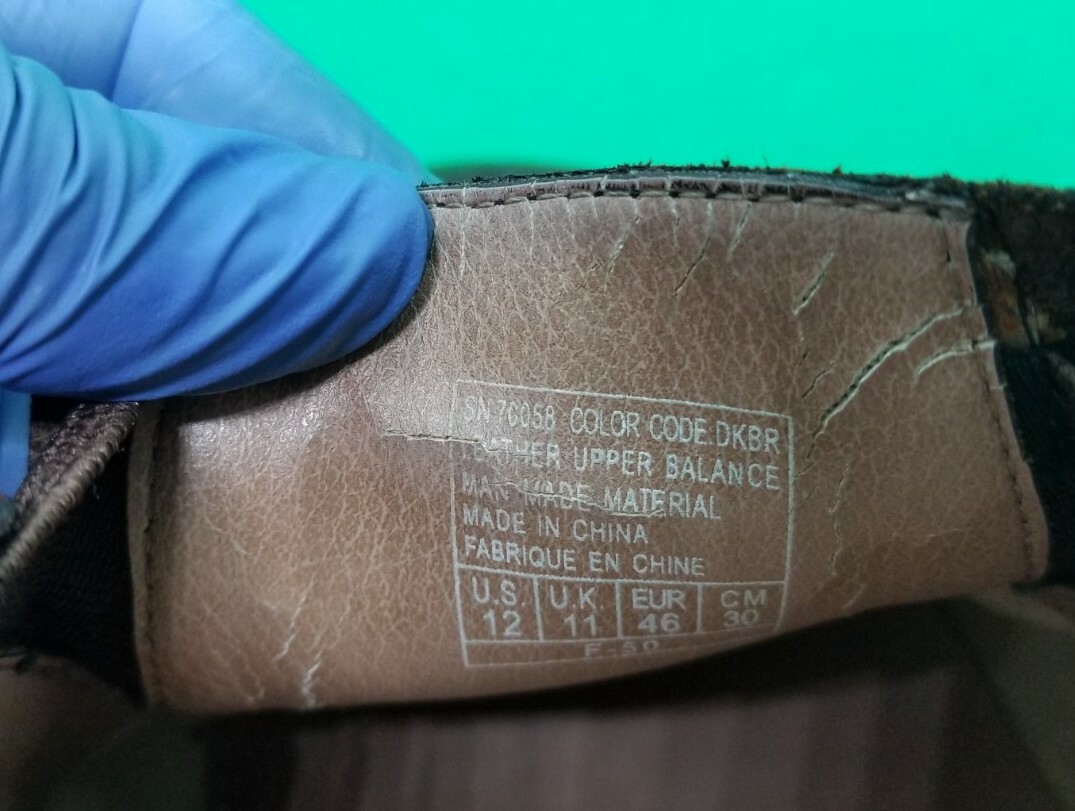 SN 76058 COLOR CODE:DKBR
LEATHER UPPER BALANCE
MAN MADE MATERIAL
MADE IN CHINA
FABRIQUE EN CHINE
U.S. U.K. EUR CM
12 11 46 30
F-50